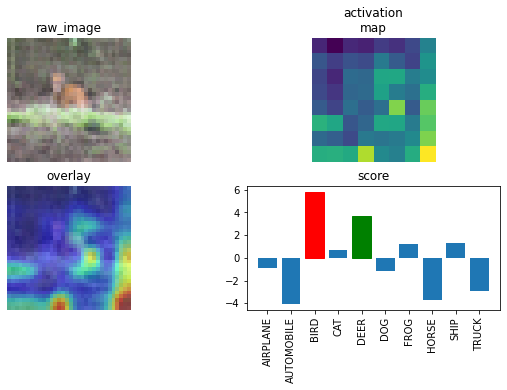 raw_image
activation
map
overlay
score
6
4
2
0
−2
−4
AIRPLANE
AUTOMOBILE
BIRD
CAT
DEER
DOG
FROG
HORSE
SHIP
TRUCK